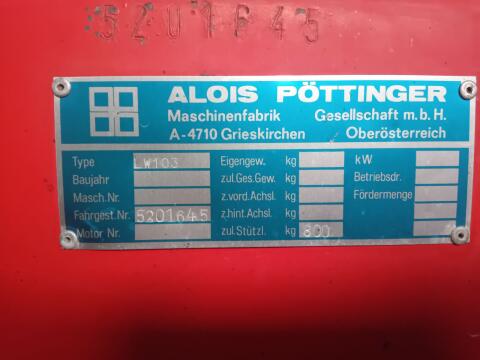 5201645
ALOIS PÖTTINGER
Maschinenfabrik Gesellschaft m.b.H.
A-4710 Grieskirchen Oberösterreich
Type LW103 Eigengew. kg kW
Baujahr zul.Ges.Gew. kg Betriebsdr.
Masch.Nr. z.vord.Achsl. kg Fördermenge
Fahrgest.Nr. 5201645 z.hint.Achsl. kg
Motor Nr. zul.Stützl. kg 800